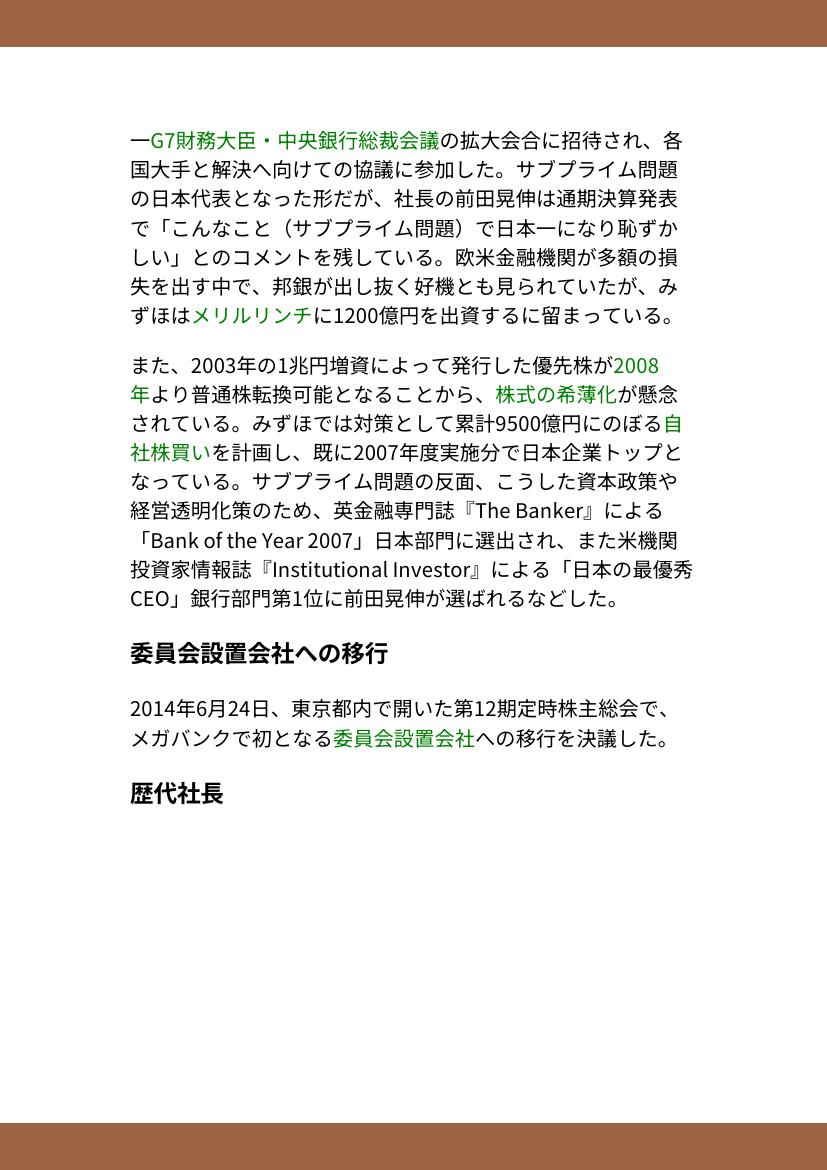 一G7財務大臣・中央銀行総裁会議の拡大会合に招待され、各
国大手と解決へ向けての協議に参加した。サブプライム問題
の日本代表となった形だが、社長の前田晃伸は通期決算発表
で「こんなこと（サブプライム問題）で日本一になり恥ずか
しい」とのコメントを残している。欧米金融機関が多額の損
失を出す中で、邦銀が出し抜く好機とも見られていたが、み
ずほはメリルリンチに1200億円を出資するに留まっている。
また、2003年の1兆円増資によって発行した優先株が2008
年より普通株転換可能となることから、株式の希薄化が懸念
されている。みずほでは対策として累計9500億円にのぼる自
社株買いを計画し、既に2007年度実施分で日本企業トップと
なっている。サブプライム問題の反面、こうした資本政策や
経営透明化策のため、英金融専門誌『The Banker』による
「Bank of the Year 2007」日本部門に選出され、また米機関
投資家情報誌『Institutional Investor』による「日本の最優秀
CEO」銀行部門第1位に前田晃伸が選ばれるなどした。
委員会設置会社への移行
2014年6月24日、東京都内で開いた第12期定時株主総会で、
メガバンクで初となる委員会設置会社への移行を決議した。
歴代社長